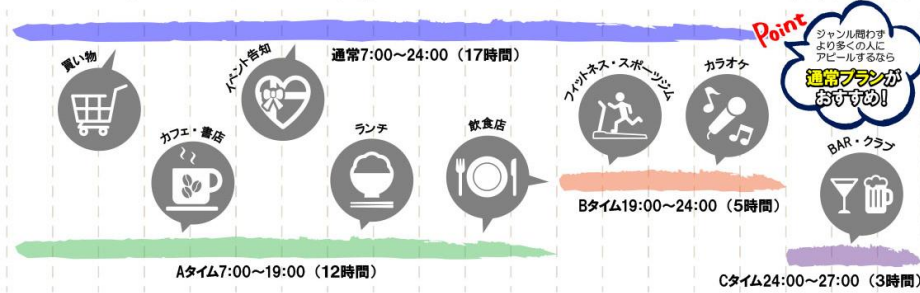 Point
ジャンル問わず
より多くの人に
アピールするなら
通常プランが
おすすめ!
通常7:00〜24:00（17時間）
買い物
イベント告知
フィットネス・スポーツジム
カラオケ
カフェ・書店
ランチ
飲食店
BAR・クラブ
Bタイム19:00〜24:00（5時間）
Aタイム7:00〜19:00（12時間）
Cタイム24:00〜27:00（3時間）